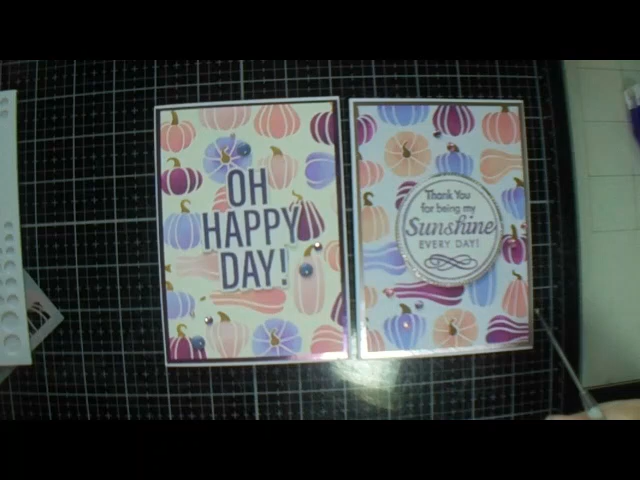 OH
HAPPY
DAY!
Thank You
for being my
Sunshine
EVERY DAY!